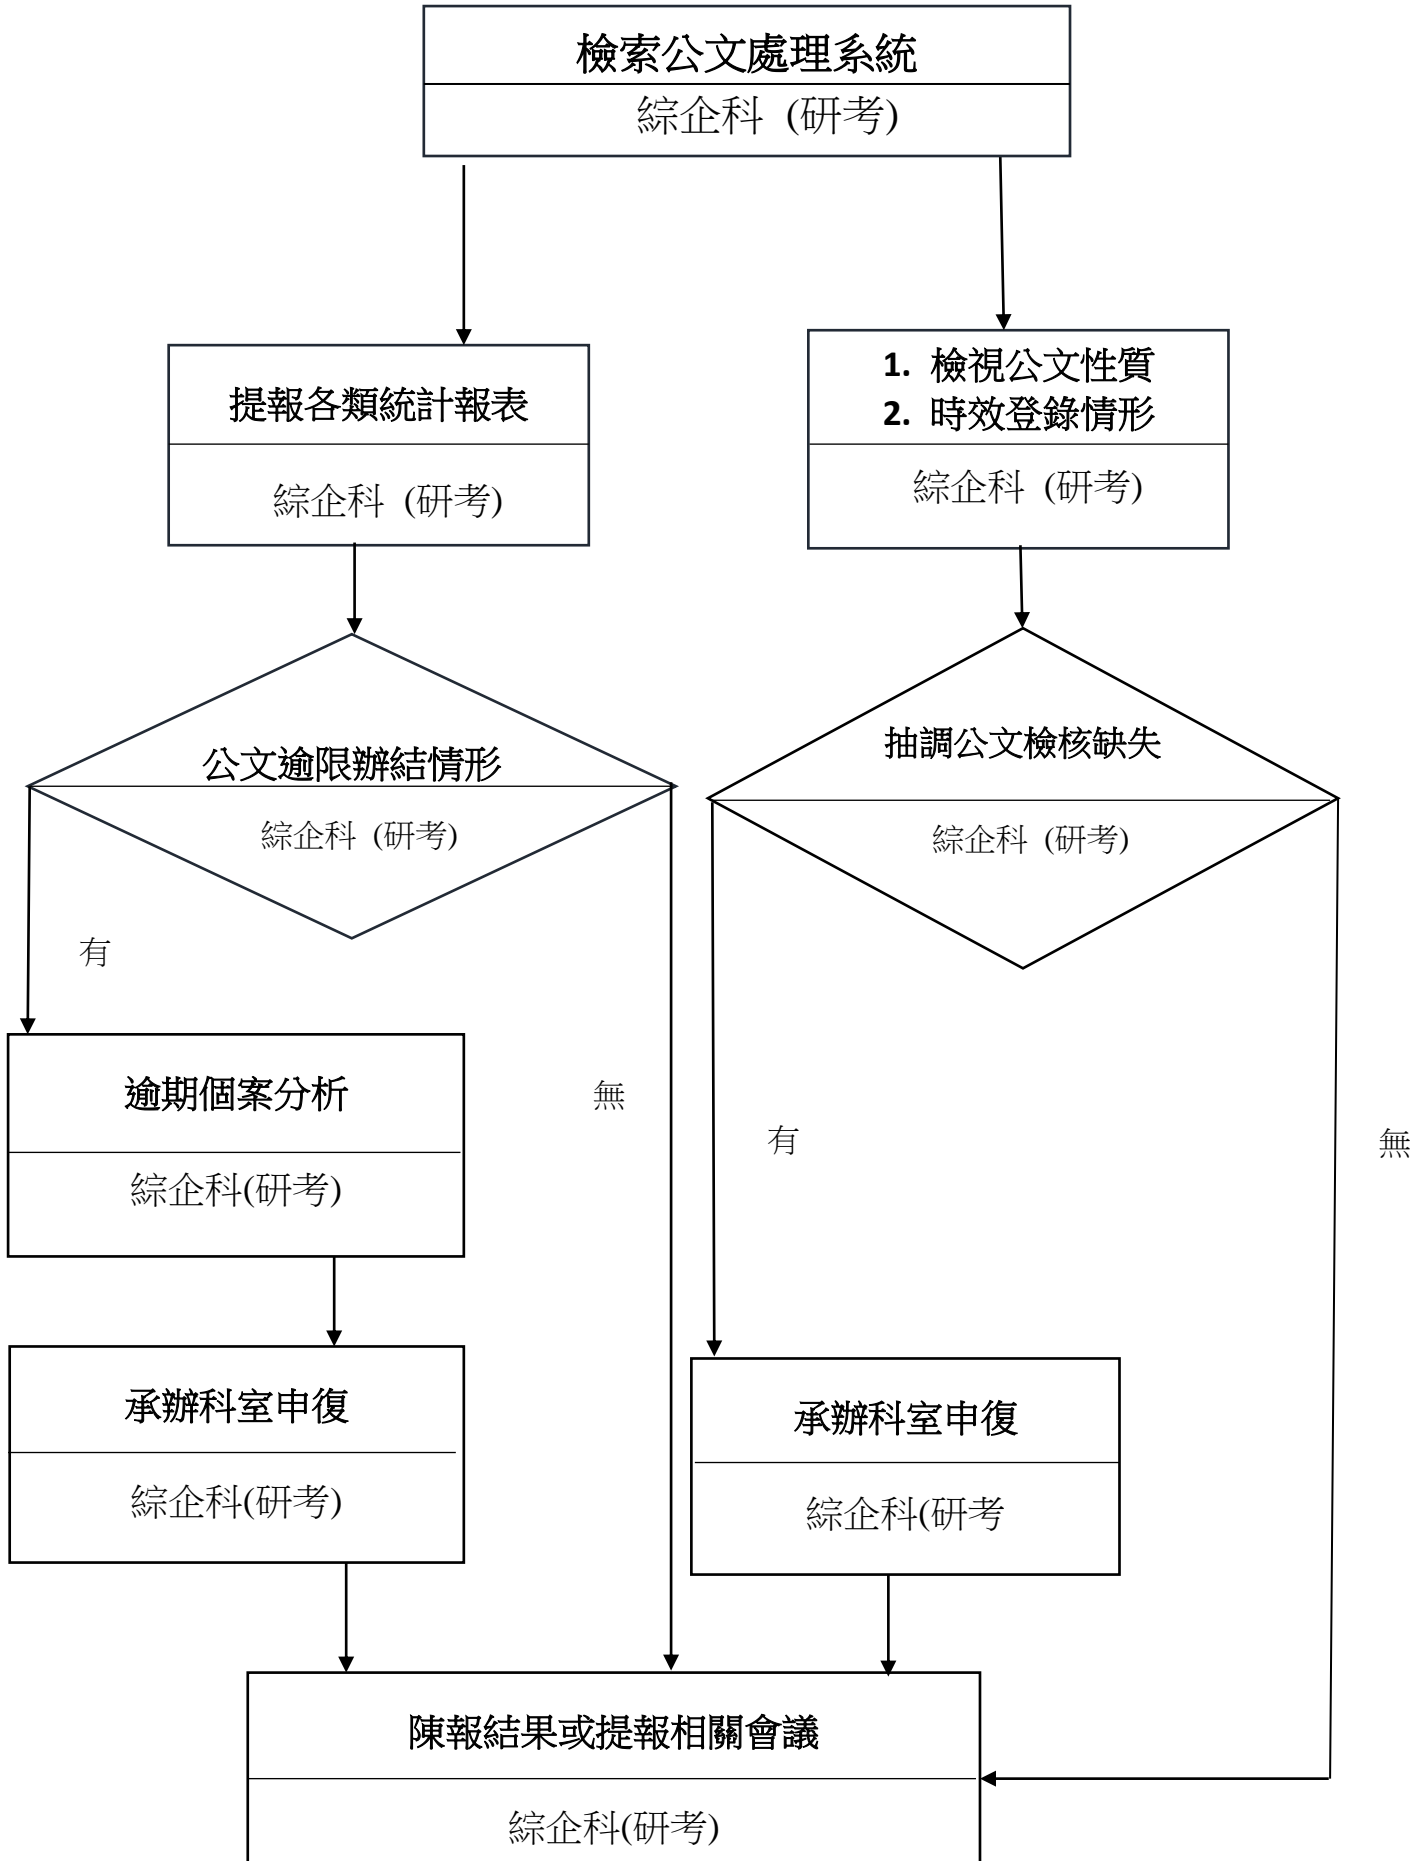 檢索公文處理系統
綜企科 (研考)
提報各類統計報表
綜企科 (研考)
1. 檢視公文性質
2. 時效登錄情形
綜企科 (研考)
公文逾限辦結情形
綜企科 (研考)
抽調公文檢核缺失
綜企科 (研考)
有
無
有
無
逾期個案分析
綜企科(研考)
承辦科室申復
綜企科(研考)
承辦科室申復
綜企科(研考
陳報結果或提報相關會議
綜企科(研考)